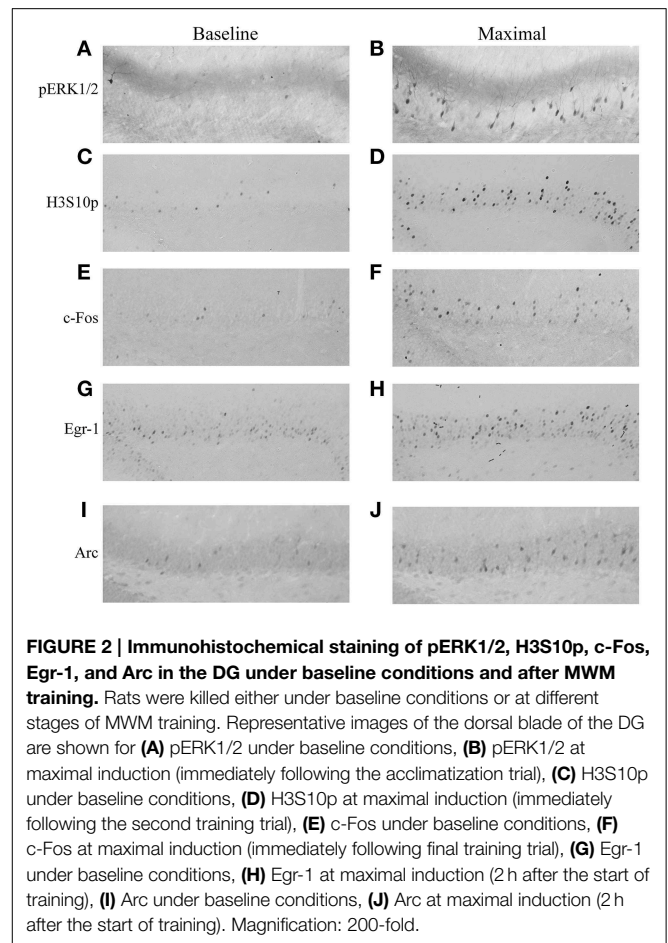 Baseline Maximal
A B
pERK1/2
C D
H3S10p
E F
c-Fos
G H
Egr-1
I J
Arc
FIGURE 2 | Immunohistochemical staining of pERK1/2, H3S10p, c-Fos,
Egr-1, and Arc in the DG under baseline conditions and after MWM
training. Rats were killed either under baseline conditions or at different
stages of MWM training. Representative images of the dorsal blade of the DG
are shown for (A) pERK1/2 under baseline conditions, (B) pERK1/2 at
maximal induction (immediately following the acclimatization trial), (C) H3S10p
under baseline conditions, (D) H3S10p at maximal induction (immediately
following the second training trial), (E) c-Fos under baseline conditions, (F)
c-Fos at maximal induction (immediately following final training trial), (G) Egr-1
under baseline conditions, (H) Egr-1 at maximal induction (2 h after the start of
training), (I) Arc under baseline conditions, (J) Arc at maximal induction (2 h
after the start of training). Magnification: 200-fold.